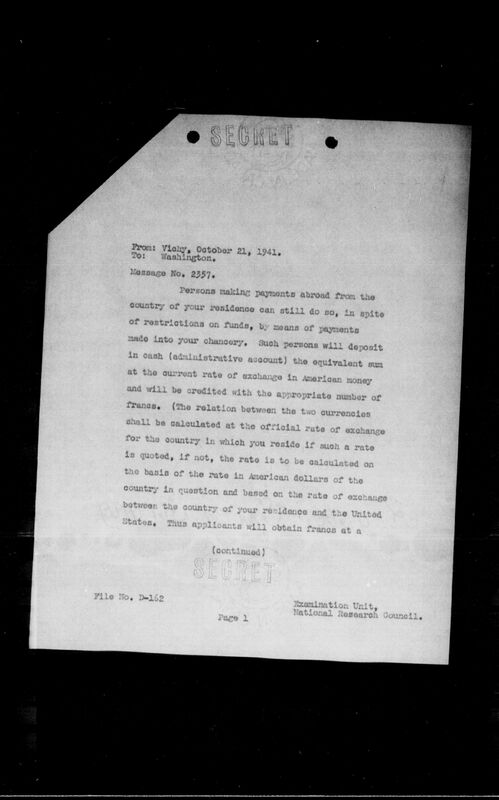 SECRET
From: Vichy, October 21, 1941.
To: Washington.
Message No. 2357.
Persons making payments abroad from the
country of your residence can still do so, in spite
of restrictions on funds, by means of payments
made into your chancery. Such persons will deposit
in cash (administrative account) the equivalent sum
at the current rate of exchange in American money
and will be credited with the appropriate number of
francs. (The relation between the two currencies
shall be calculated at the official rate of exchange
for the country in which you reside if such a rate
is quoted, if not, the rate is to be calculated on
the basis of the rate in American dollars of the
country in question and based on the rate of exchange
between the country of your residence and the United
States. Thus applicants will obtain francs at a
(continued)
SECRET
File No. D-162
Examination Unit,
National Research Council.
Page 1